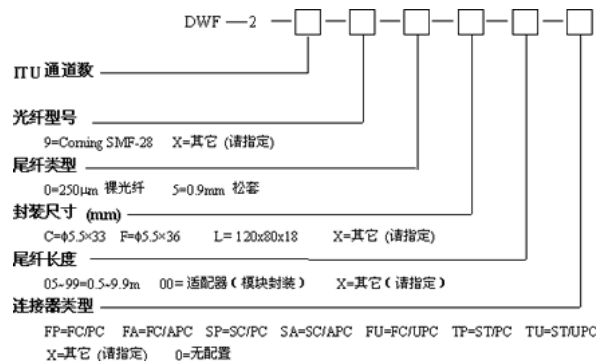 DWF — 2 — □ — □ — □ — □ — □ — □
ITU 通道数
光纤型号
9=Corning SMF-28 X=其它 (请指定)
尾纤类型
0=250μm 裸光纤 5=0.9mm 松套
封装尺寸 (mm)
C=φ5.5×33 F=φ5.5×36 L= 120x80x18 X=其它 (请指定)
尾纤长度
05~99=0.5~9.9m 00= 适配器 ( 模块封装 ) X=其它 ( 请指定 )
连接器类型
FP=FC/PC FA=FC/APC SP=SC/PC SA=SC/APC FU=FC/UPC TP=ST/PC TU=ST/UPC
X=其它 (请指定) 0=无配置